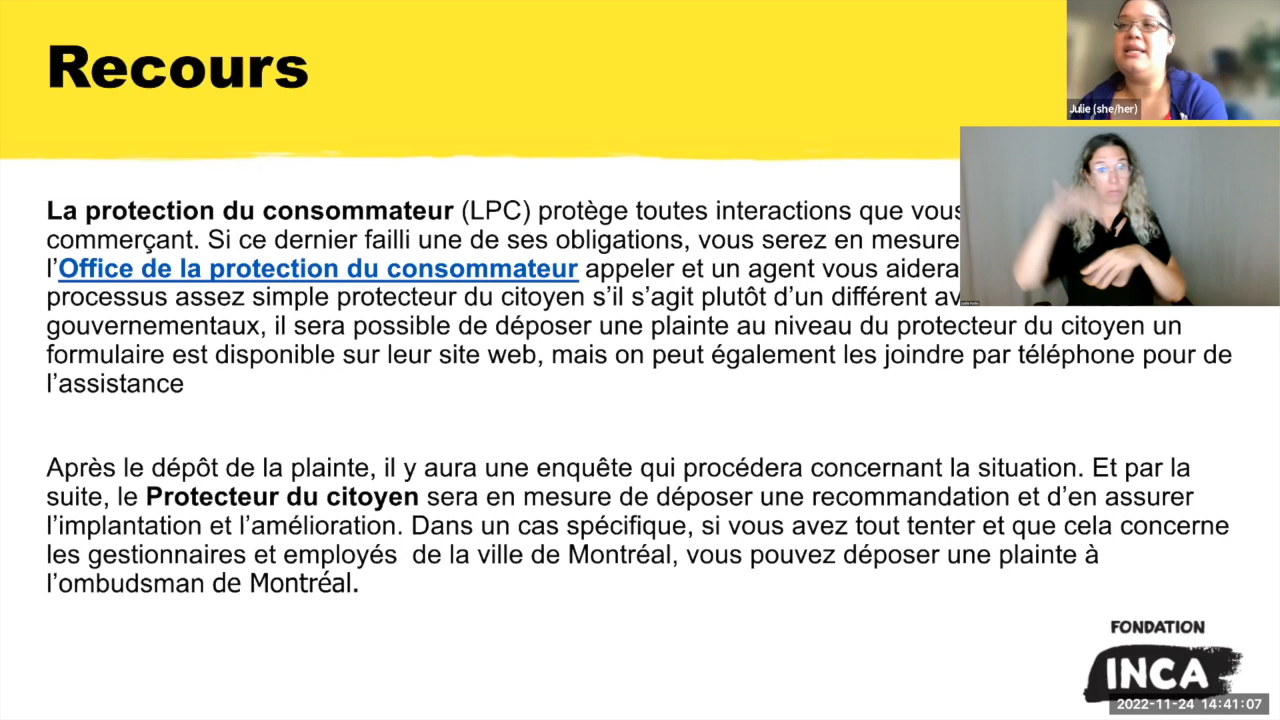 Recours
Julie (she/her)
La protection du consommateur (LPC) protège toutes interactions que vous
commerçant. Si ce dernier failli une de ses obligations, vous serez en mesure
l’Office de la protection du consommateur appeler et un agent vous aidera
processus assez simple protecteur du citoyen s’il s’agit plutôt d’un différent av
gouvernementaux, il sera possible de déposer une plainte au niveau du protecteur du citoyen un
formulaire est disponible sur leur site web, mais on peut également les joindre par téléphone pour de
l’assistance
Après le dépôt de la plainte, il y aura une enquête qui procédera concernant la situation. Et par la
suite, le Protecteur du citoyen sera en mesure de déposer une recommandation et d’en assurer
l’implantation et l’amélioration. Dans un cas spécifique, si vous avez tout tenter et que cela concerne
les gestionnaires et employés  de la ville de Montréal, vous pouvez déposer une plainte à
l’ombudsman de Montréal.
FONDATION
INCA
2022-11-24 14:41:07